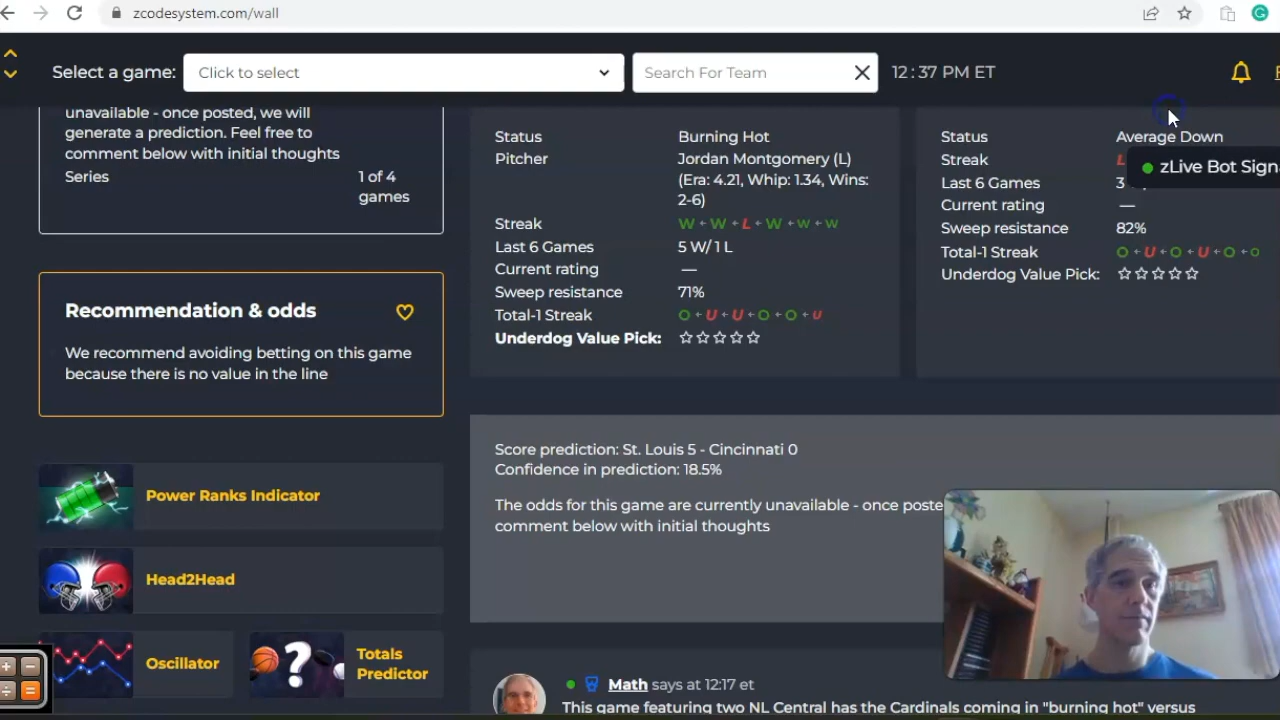 zcodesystem.com/wall
Select a game:
Click to select
Search For Team
12:37 PM ET
unavailable - once posted, we will
generate a prediction. Feel free to
comment below with initial thoughts
Series
1 of 4
games
Recommendation & odds
We recommend avoiding betting on this game
because there is no value in the line
Power Ranks Indicator
Head2Head
Oscillator
Totals
Predictor
Status Burning Hot
Pitcher Jordan Montgomery (L)
(Era: 4.21, Whip: 1.34, Wins:
2-6)
Streak W W L W W W
Last 6 Games 5 W/ 1 L
Current rating —
Sweep resistance 71%
Total-1 Streak O U U O O U
Underdog Value Pick:
Status Average Down
Streak L
zLive Bot Sign
Last 6 Games 3
Current rating —
Sweep resistance 82%
Total-1 Streak O U O U O O
Underdog Value Pick:
Score prediction: St. Louis 5 - Cincinnati 0
Confidence in prediction: 18.5%
The odds for this game are currently unavailable - once poste
comment below with initial thoughts
Math says at 12:17 et
This game featuring two NL Central has the Cardinals coming in "burning hot" versus